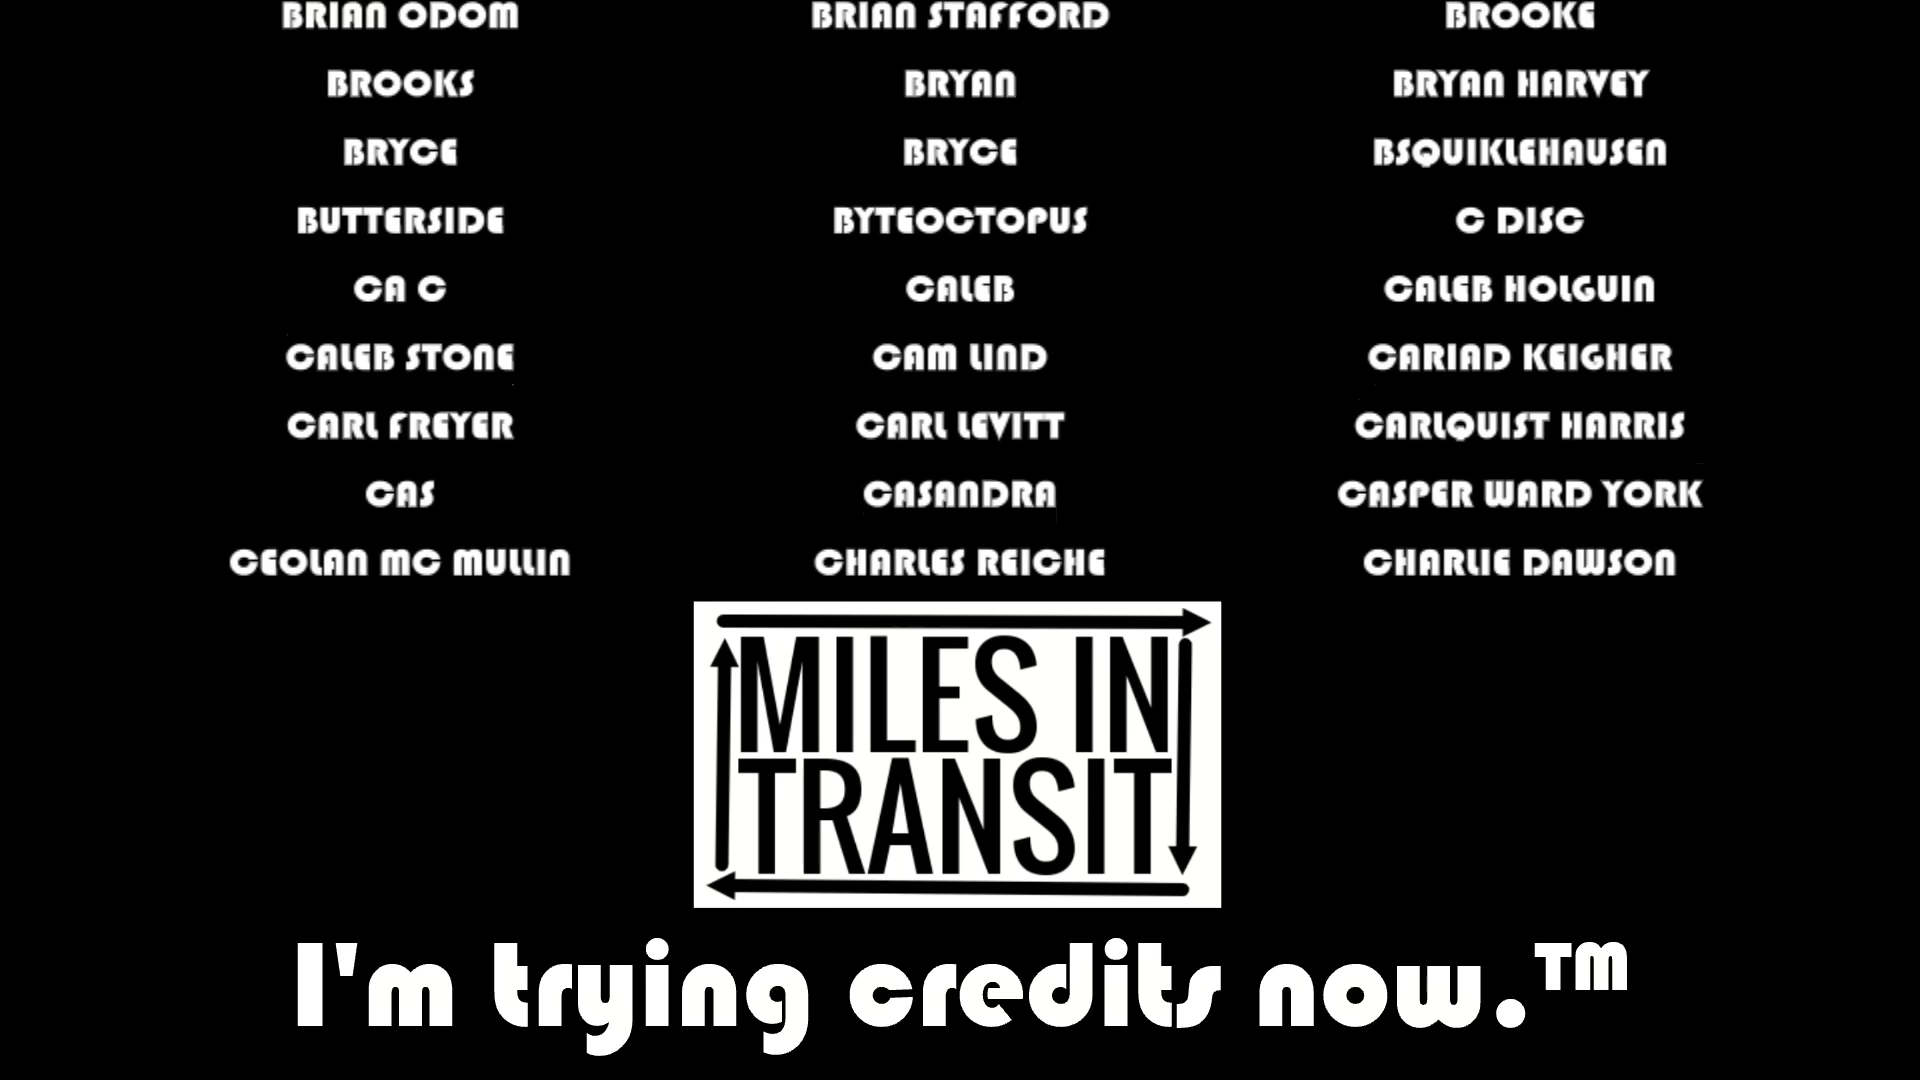 BRIAN ODOM BRIAN STAFFORD BROOKE
BROOKS BRYAN BRYAN HARVEY
BRYCE BRYCE BSQUIKLEHAUSEN
BUTTERSIDE BYTEOCTOPUS C DISC
CA C CALEB CALEB HOLGUIN
CALEB STONE CAM LIND CARIAD KEIGHER
CARL FREYER CARL LEVITT CARLQUIST HARRIS
CAS CASANDRA CASPER WARD YORK
CEOLAN MC MULLIN CHARLES REICHE CHARLIE DAWSON
MILES IN
TRANSIT
I'm trying credits now.™